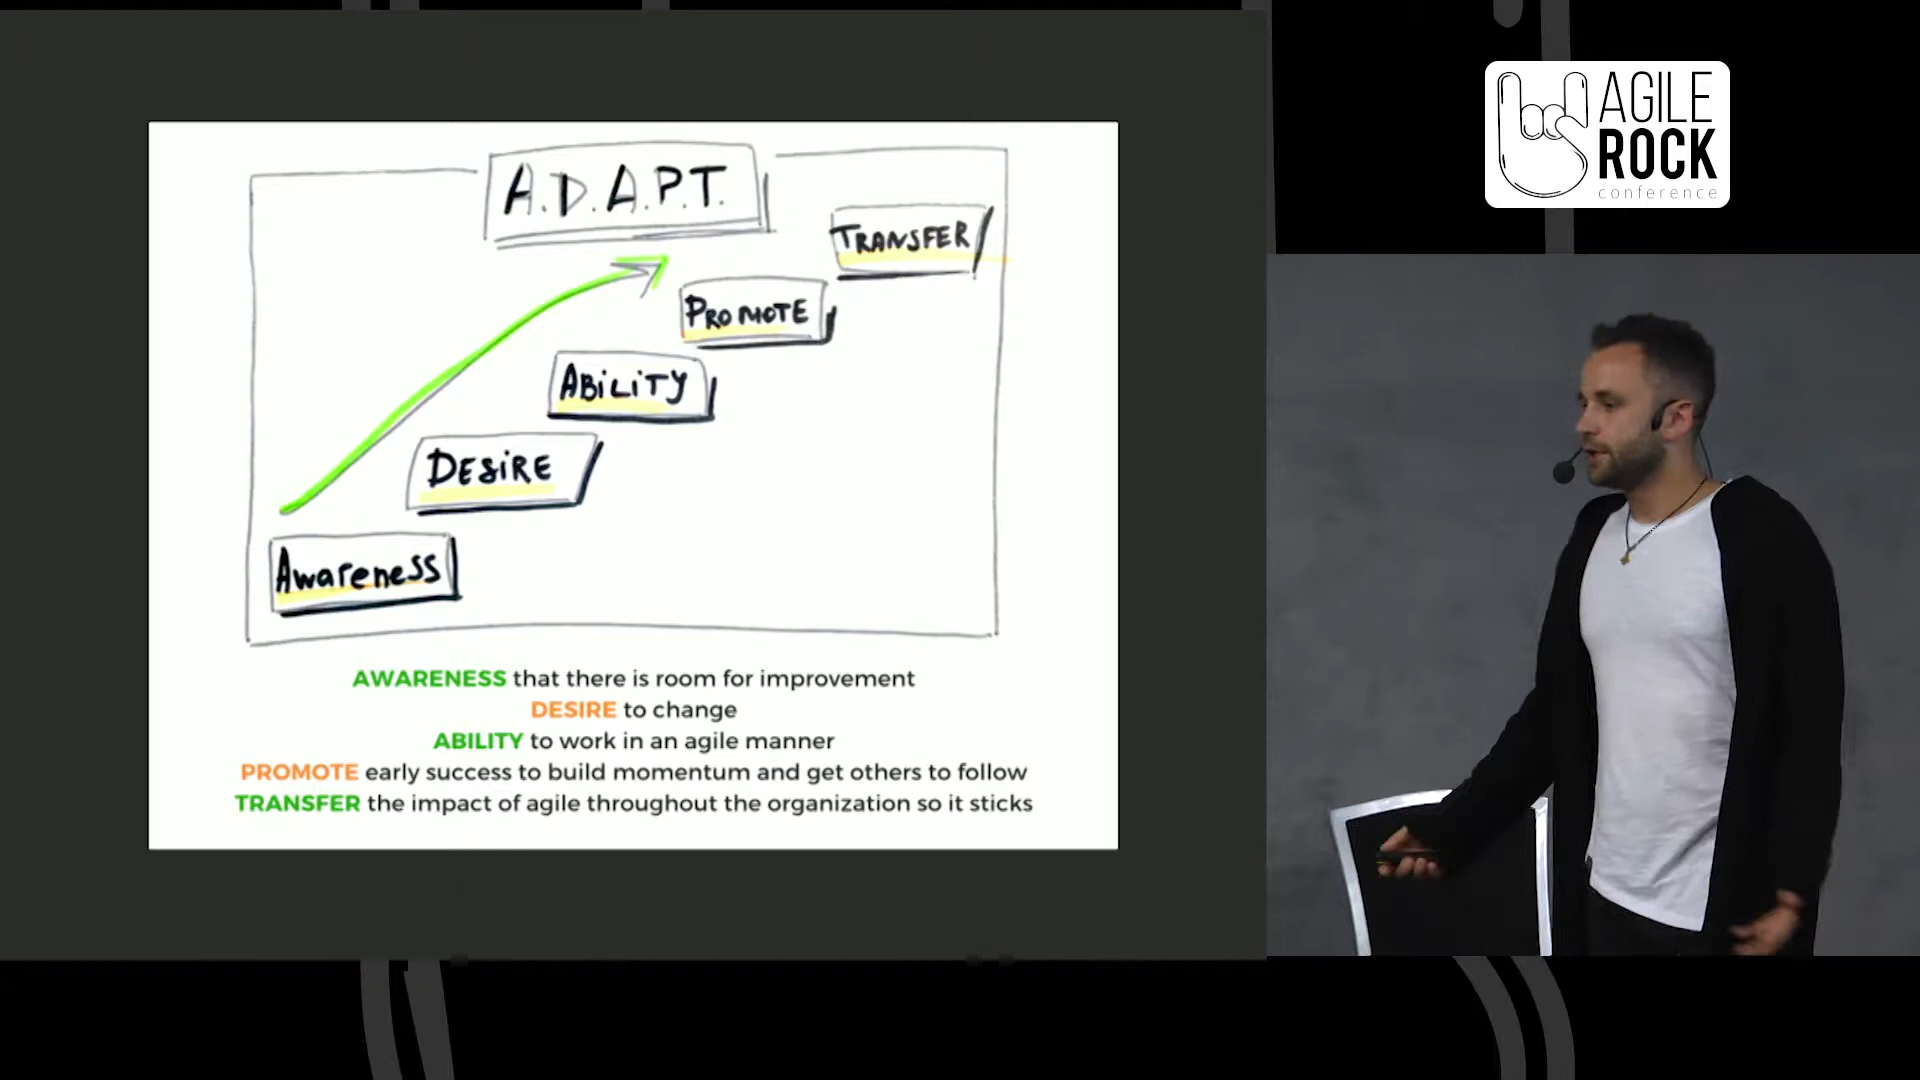 A.D.A.P.T.
TRANSFER
PROMOTE
ABiLiTY
DESiRE
Awareness
AWARENESS that there is room for improvement
DESIRE to change
ABILITY to work in an agile manner
PROMOTE early success to build momentum and get others to follow
TRANSFER the impact of agile throughout the organization so it sticks
AGILE
ROCK
conference